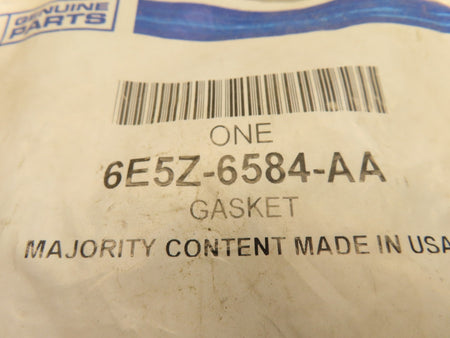 GENUINE
PARTS
ONE
6E5Z-6584-AA
GASKET
MAJORITY CONTENT MADE IN USA